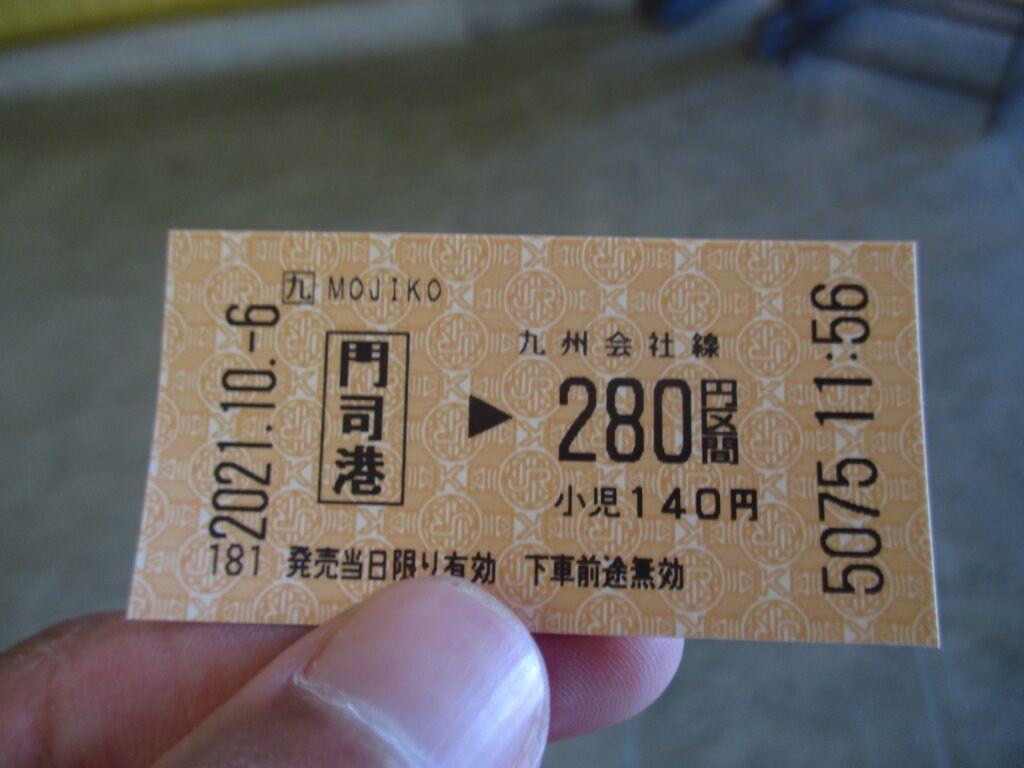 九 MOJIKO
2021.10.-6
門司港
▶
九州会社線
280円区間
小児140円
5075 11:56
181 発売当日限り有効 下車前途無効